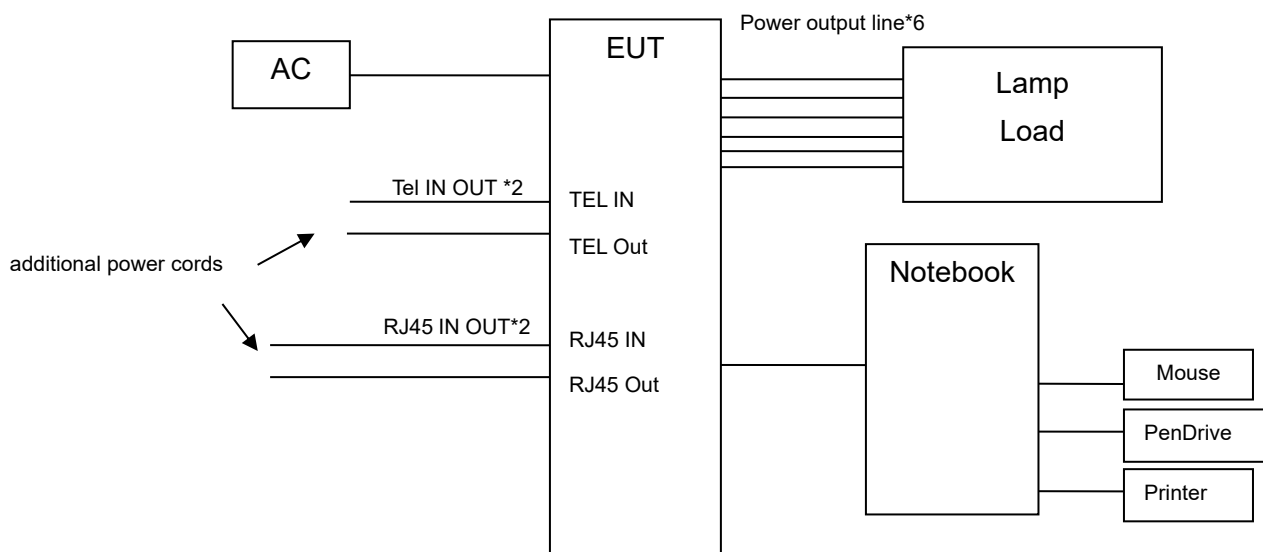 Power output line*6
EUT
AC
Lamp
Load
Tel IN OUT *2
TEL IN
TEL Out
additional power cords
Notebook
RJ45 IN OUT*2
RJ45 IN
RJ45 Out
Mouse
PenDrive
Printer